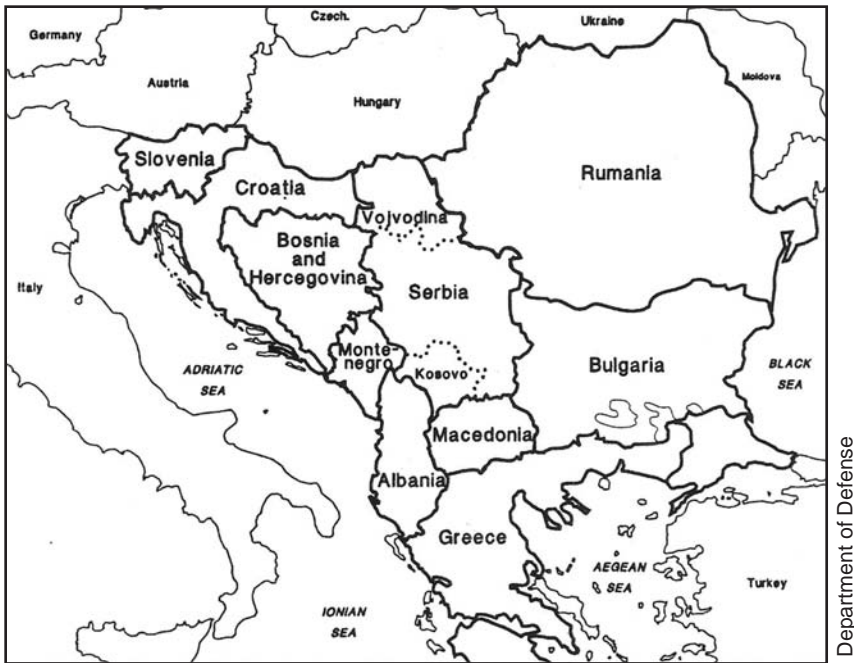 Czech.
Ukraine
Germany
Moldova
Austria
Hungary
Slovenia
Rumania
Croatia
Vojvodina
Bosnia
and
Hercegovina
Italy
Serbia
Monte-
negro
Kosovo
Bulgaria
ADRIATIC
SEA
BLACK
SEA
Macedonia
Albania
Greece
AEGEAN
SEA
Turkey
IONIAN
SEA
Department of Defense